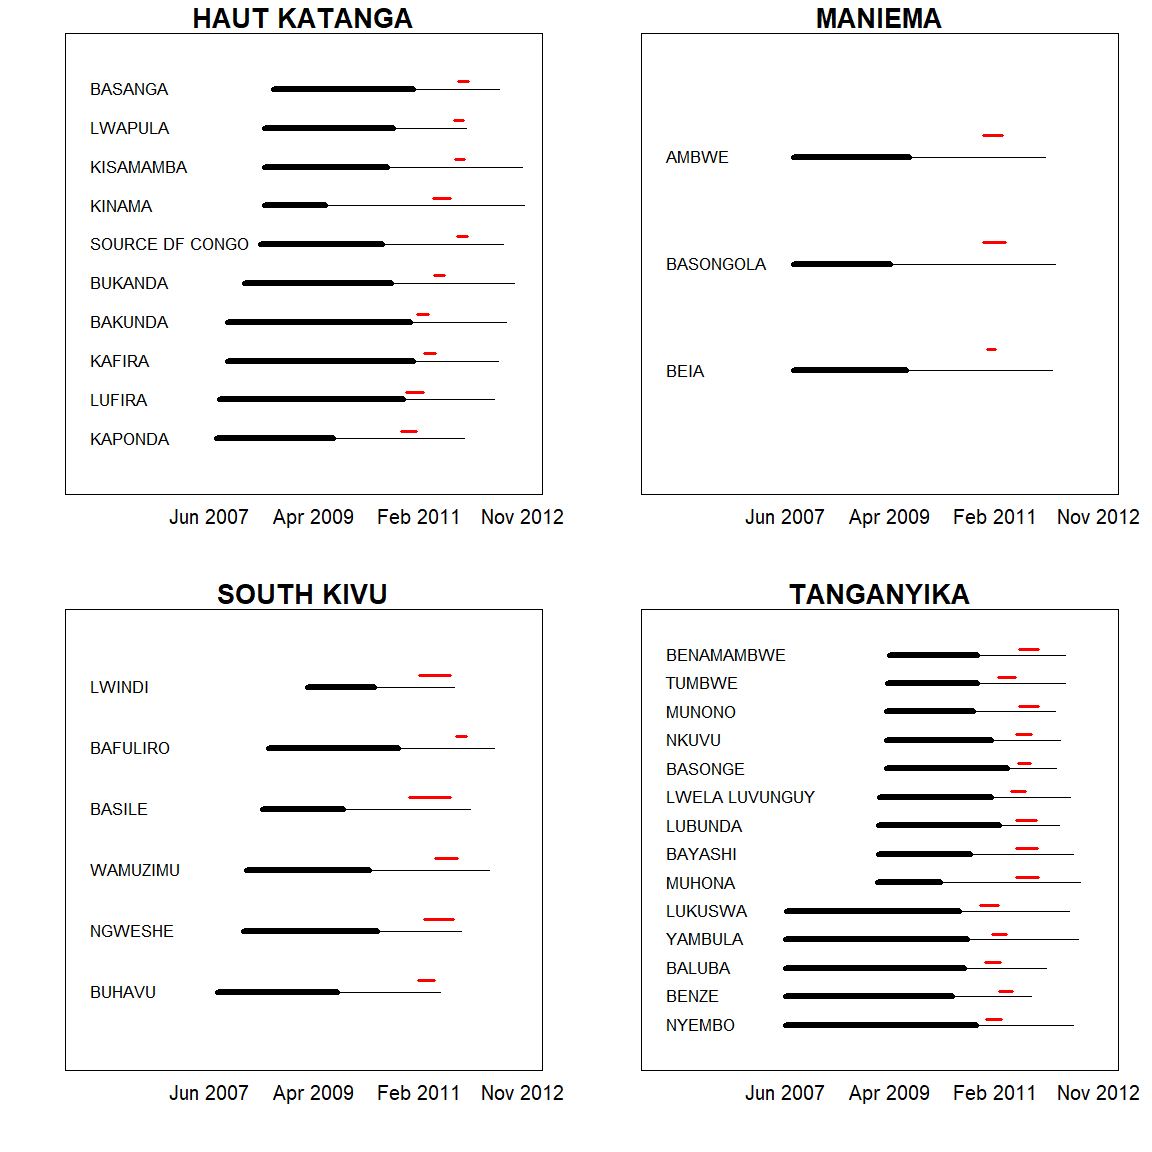 HAUT KATANGA
BASANGA
LWAPULA
KISAMAMBA
KINAMA
SOURCE DF CONGO
BUKANDA
BAKUNDA
KAFIRA
LUFIRA
KAPONDA
Jun 2007 Apr 2009 Feb 2011 Nov 2012
MANIEMA
AMBWE
BASONGOLA
BEIA
Jun 2007 Apr 2009 Feb 2011 Nov 2012
SOUTH KIVU
LWINDI
BAFULIRO
BASILE
WAMUZIMU
NGWESHE
BUHAVU
Jun 2007 Apr 2009 Feb 2011 Nov 2012
TANGANYIKA
BENAMAMBWE
TUMBWE
MUNONO
NKUVU
BASONGE
LWELA LUVUNGUY
LUBUNDA
BAYASHI
MUHONA
LUKUSWA
YAMBULA
BALUBA
BENZE
NYEMBO
Jun 2007 Apr 2009 Feb 2011 Nov 2012